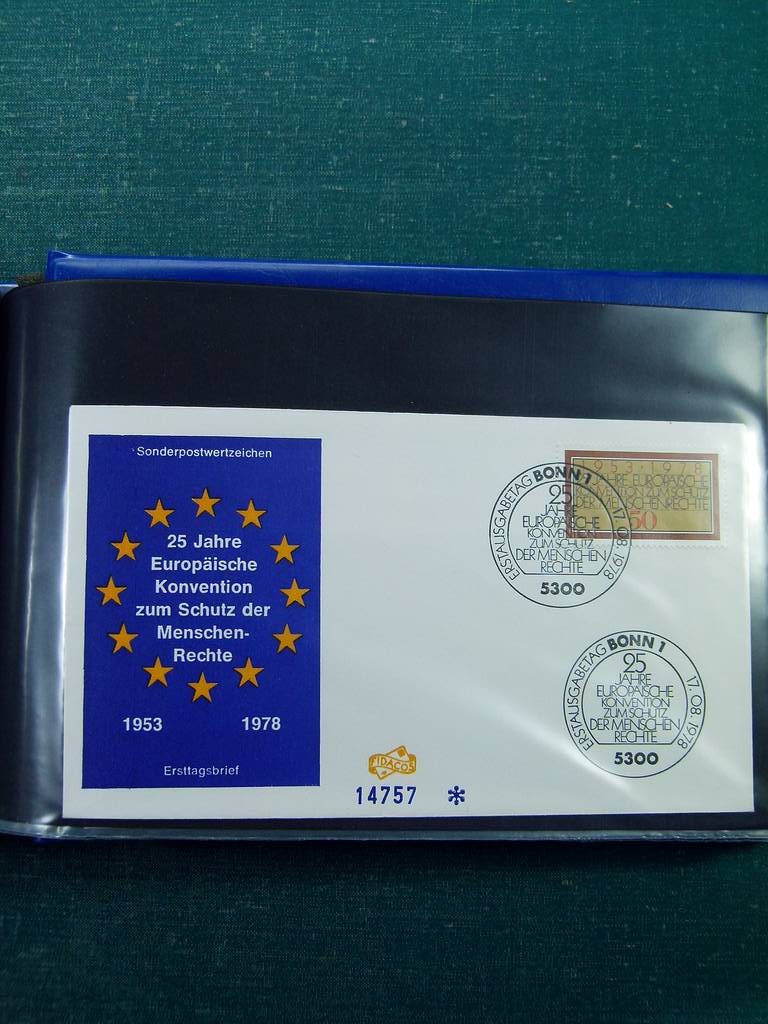 Sonderpostwertzeichen
25 Jahre
Europäische
Konvention
zum Schutz der
Menschen-
Rechte
1953 1978
Ersttagsbrief
FIDACOS
14757 *
1953·1978
JAHRE EUROPÄISCHE
KONVENTION ZUM SCHUTZ
DER MENSCHENRECHTE
50
ERSTAUSGABETAG BONN 1 17.08.1978
25
JAHRE
EUROPÄISCHE
KONVENTION
ZUM SCHUTZ
DER MENSCHEN
RECHTE
5300
ERSTAUSGABETAG BONN 1 17.08.1978
25
JAHRE
EUROPÄISCHE
KONVENTION
ZUM SCHUTZ
DER MENSCHEN
RECHTE
5300